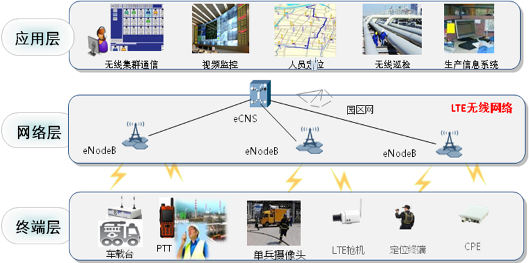 应用层
无线集群通信 视频监控 人员定位 无线巡检 生产信息系统
网络层
eCNS
园区网
LTE无线网络
eNodeB eNodeB eNodeB
终端层
车载台 PTT 单兵摄像头 LTE枪机 定位终端 CPE